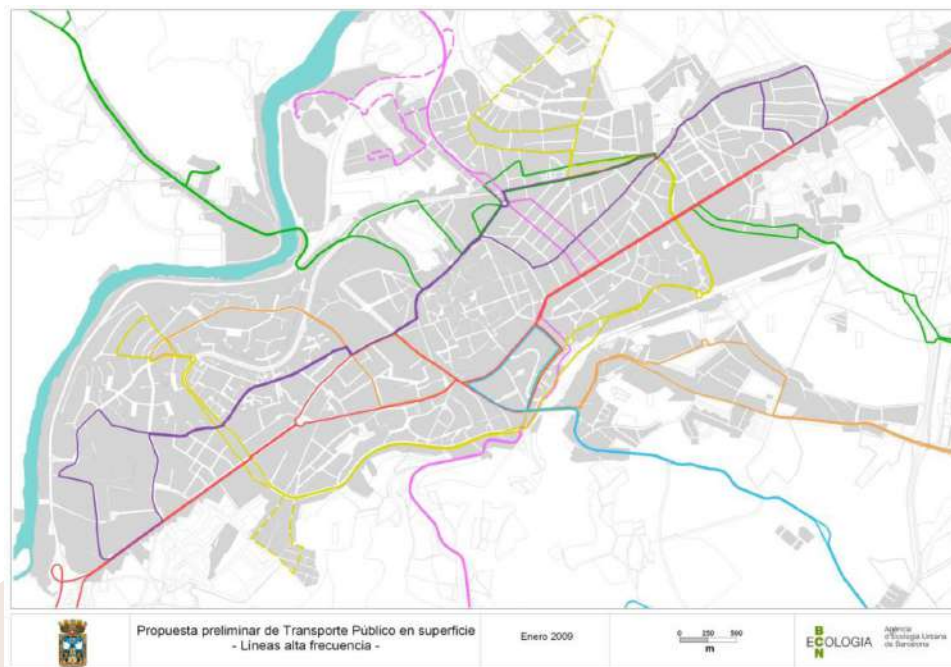 Propuesta preliminar de Transporte Público en superficie
- Líneas alta frecuencia -
Enero 2009
0 250 500
m
BCN
ECOLOGIA
Agència
d'Ecologia Urbana
de Barcelona